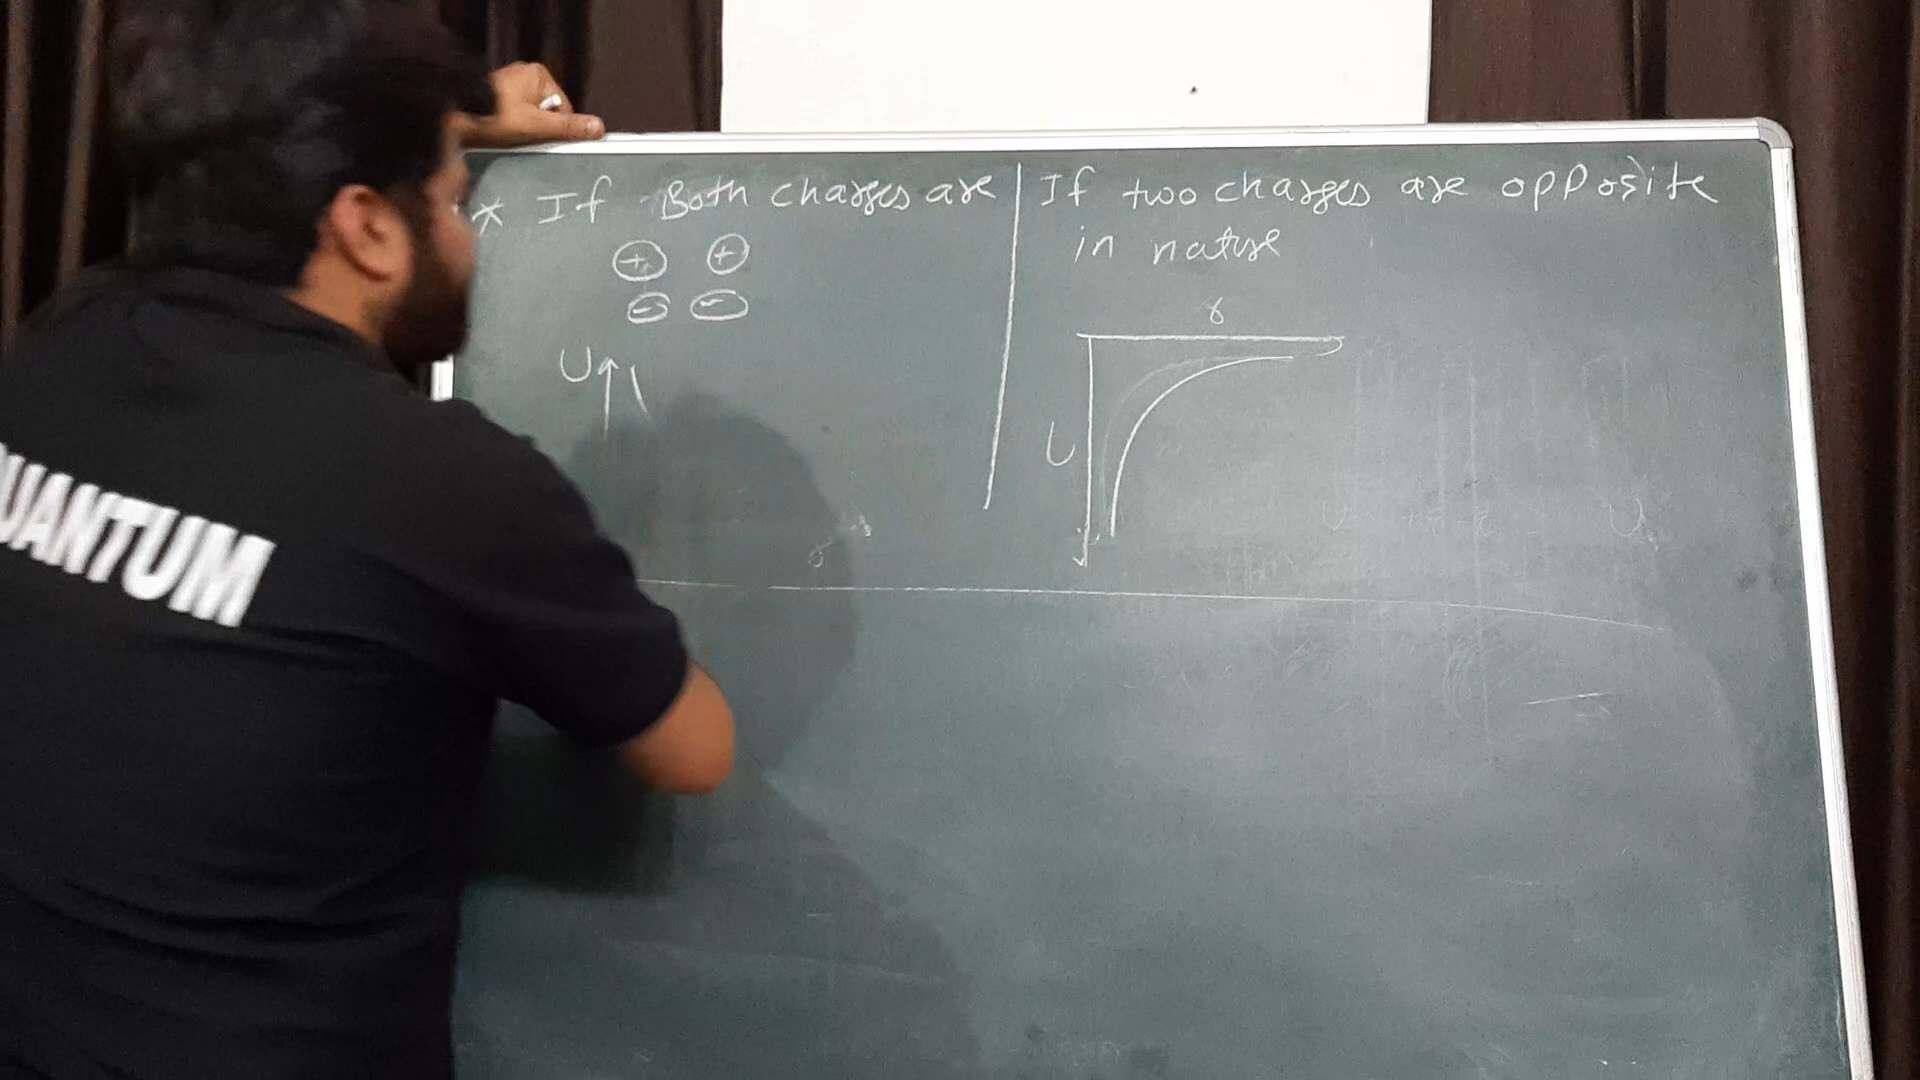 * If Both charges are
+ +
- -
U
r
If two charges are opposite
in nature
r
U
UANTUM